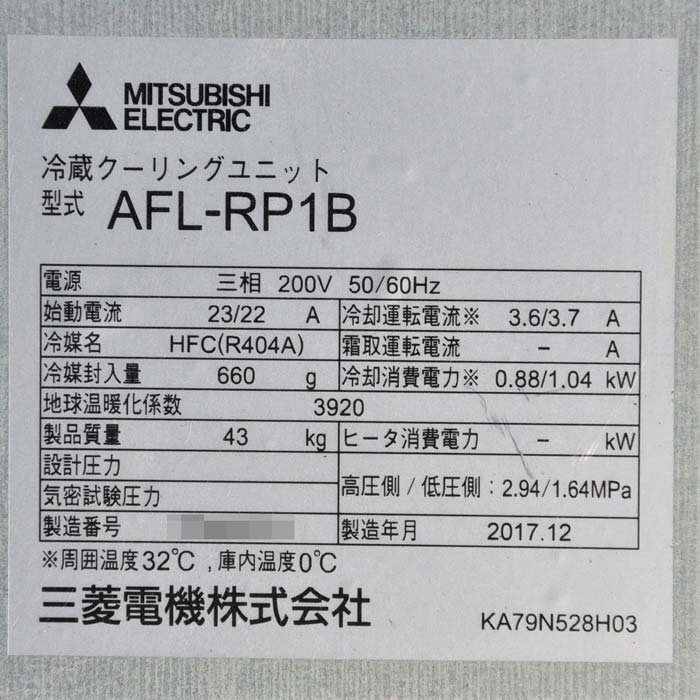 MITSUBISHI
ELECTRIC
冷蔵クーリングユニット
型式 AFL-RP1B
電源 三相 200V 50/60Hz
始動電流 23/22 A 冷却運転電流※ 3.6/3.7 A
冷媒名 HFC(R404A) 霜取運転電流 － A
冷媒封入量 660 g 冷却消費電力※ 0.88/1.04 kW
地球温暖化係数 3920
製品質量 43 kg ヒータ消費電力 － kW
設計圧力
気密試験圧力 高圧側 / 低圧側 : 2.94/1.64MPa
製造番号 製造年月 2017.12
※周囲温度32℃ , 庫内温度0℃
三菱電機株式会社 KA79N528H03